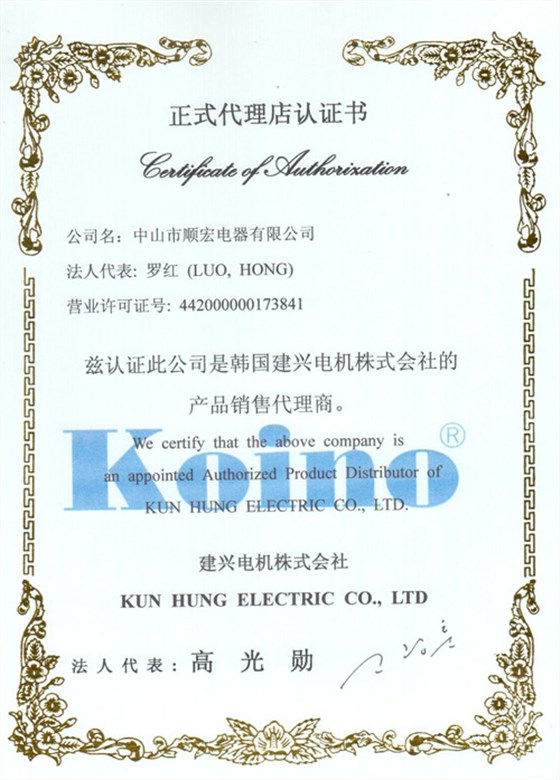 正式代理店认证书
Certificate of Authorization
公司名：中山市顺宏电器有限公司
法人代表: 罗红 (LUO, HONG)
营业许可证号: 442000000173841
兹认证此公司是韩国建兴电机株式会社的
产品销售代理商。
Koino®
We certify that the above company is
an appointed Authorized Product Distributor of
KUN HUNG ELECTRIC CO., LTD.
建兴电机株式会社
KUN HUNG ELECTRIC CO., LTD
法人代表: 高光勋